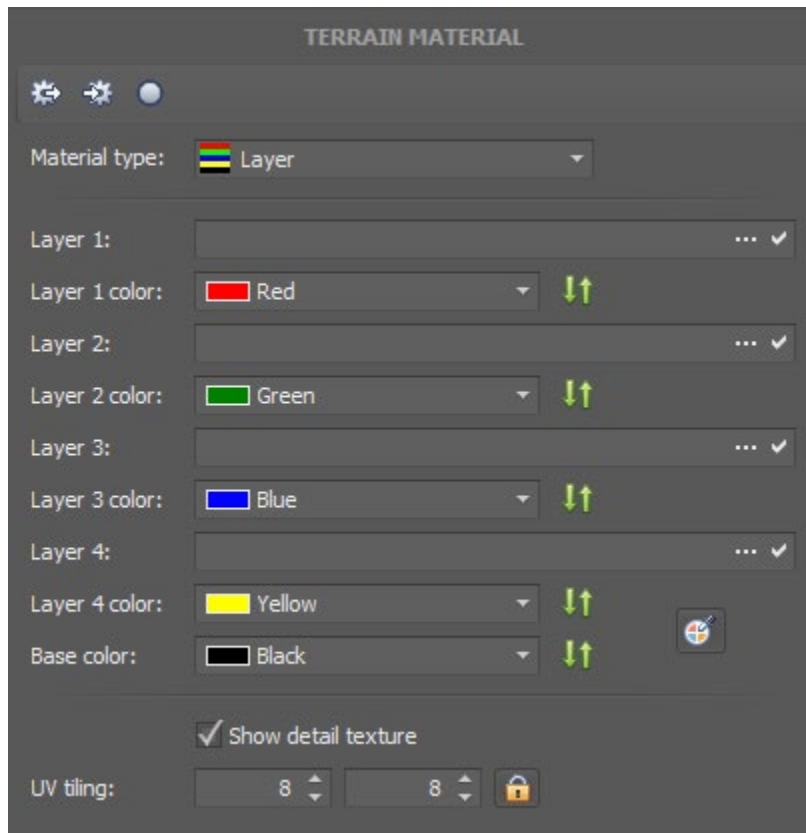 TERRAIN MATERIAL
Material type: Layer
Layer 1:
Layer 1 color: Red
Layer 2:
Layer 2 color: Green
Layer 3:
Layer 3 color: Blue
Layer 4:
Layer 4 color: Yellow
Base color: Black
Show detail texture
UV tiling: 8 8